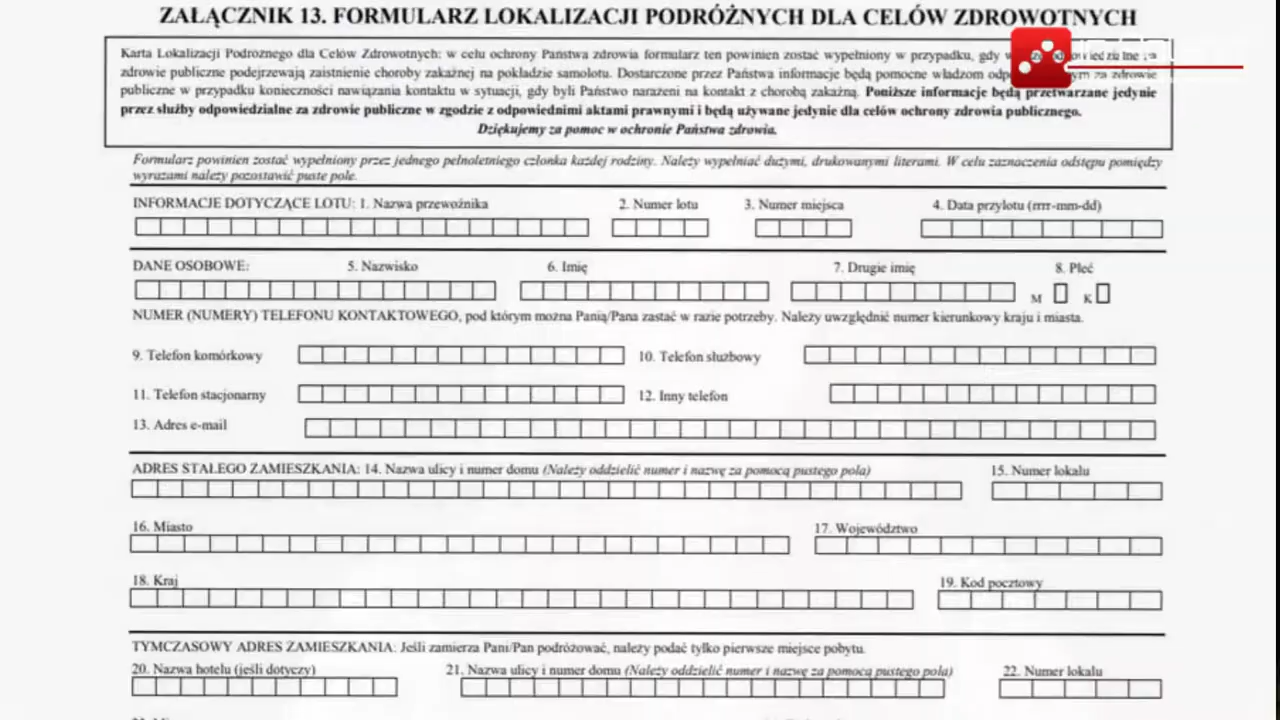 ZAŁĄCZNIK 13. FORMULARZ LOKALIZACJI PODRÓŻNYCH DLA CELÓW ZDROWOTNYCH
Karta Lokalizacji Podróżnego dla Celów Zdrowotnych: w celu ochrony Państwa zdrowia formularz ten powinien zostać wypełniony w przypadku, gdy
zdrowie publiczne podejrzewają zaistnienie choroby zakaźnej na pokładzie samolotu. Dostarczone przez Państwa informacje będą pomocne władzom za zdrowie
publiczne w przypadku konieczności nawiązania kontaktu w sytuacji, gdy byli Państwo narażeni na kontakt z chorobą zakaźną. Poniższe informacje będą przetwarzane jedynie
przez służby odpowiedzialne za zdrowie publiczne w zgodzie z odpowiednimi aktami prawnymi i będą używane jedynie dla celów ochrony zdrowia publicznego.
Dziękujemy za pomoc w ochronie Państwa zdrowia.
Formularz powinien zostać wypełniony przez jednego pełnoletniego członka każdej rodziny. Należy wypełniać dużymi, drukowanymi literami. W celu zaznaczenia odstępu pomiędzy
wyrazami należy pozostawić puste pole.
INFORMACJE DOTYCZĄCE LOTU: 1. Nazwa przewoźnika 2. Numer lotu 3. Numer miejsca 4. Data przylotu (rrrr-mm-dd)
DANE OSOBOWE: 5. Nazwisko 6. Imię 7. Drugie imię 8. Płeć
M K
NUMER (NUMERY) TELEFONU KONTAKTOWEGO, pod którym można Panią/Pana zastać w razie potrzeby. Należy uwzględnić numer kierunkowy kraju i miasta.
9. Telefon komórkowy 10. Telefon służbowy
11. Telefon stacjonarny 12. Inny telefon
13. Adres e-mail
ADRES STAŁEGO ZAMIESZKANIA: 14. Nazwa ulicy i numer domu (Należy oddzielić numer i nazwę za pomocą pustego pola) 15. Numer lokalu
16. Miasto 17. Województwo
18. Kraj 19. Kod pocztowy
TYMCZASOWY ADRES ZAMIESZKANIA: Jeśli zamierza Pani/Pan podróżować, należy podać tylko pierwsze miejsce pobytu.
20. Nazwa hotelu (jeśli dotyczy) 21. Nazwa ulicy i numer domu (Należy oddzielić numer i nazwę za pomocą pustego pola) 22. Numer lokalu